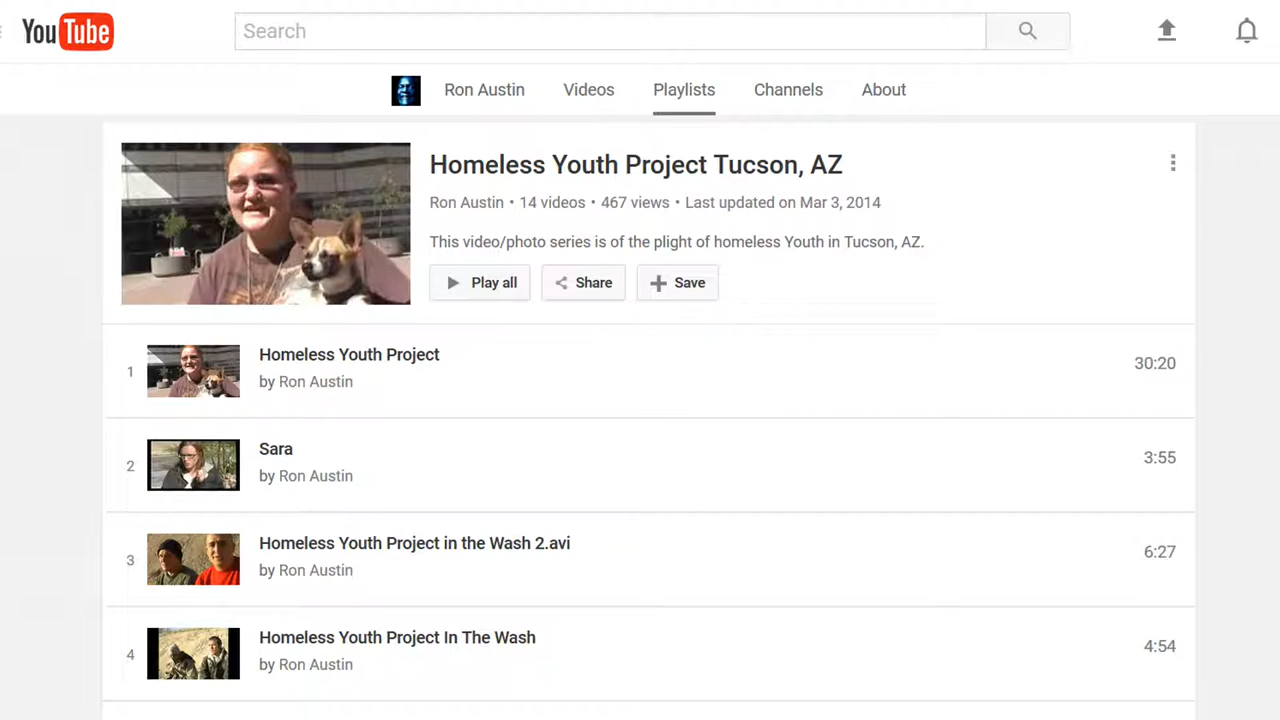 YouTube
Search
Ron Austin Videos Playlists Channels About
Homeless Youth Project Tucson, AZ
Ron Austin • 14 videos • 467 views • Last updated on Mar 3, 2014
This video/photo series is of the plight of homeless Youth in Tucson, AZ.
Play all Share Save
1 Homeless Youth Project 30:20
by Ron Austin
2 Sara 3:55
by Ron Austin
3 Homeless Youth Project in the Wash 2.avi 6:27
by Ron Austin
4 Homeless Youth Project In The Wash 4:54
by Ron Austin